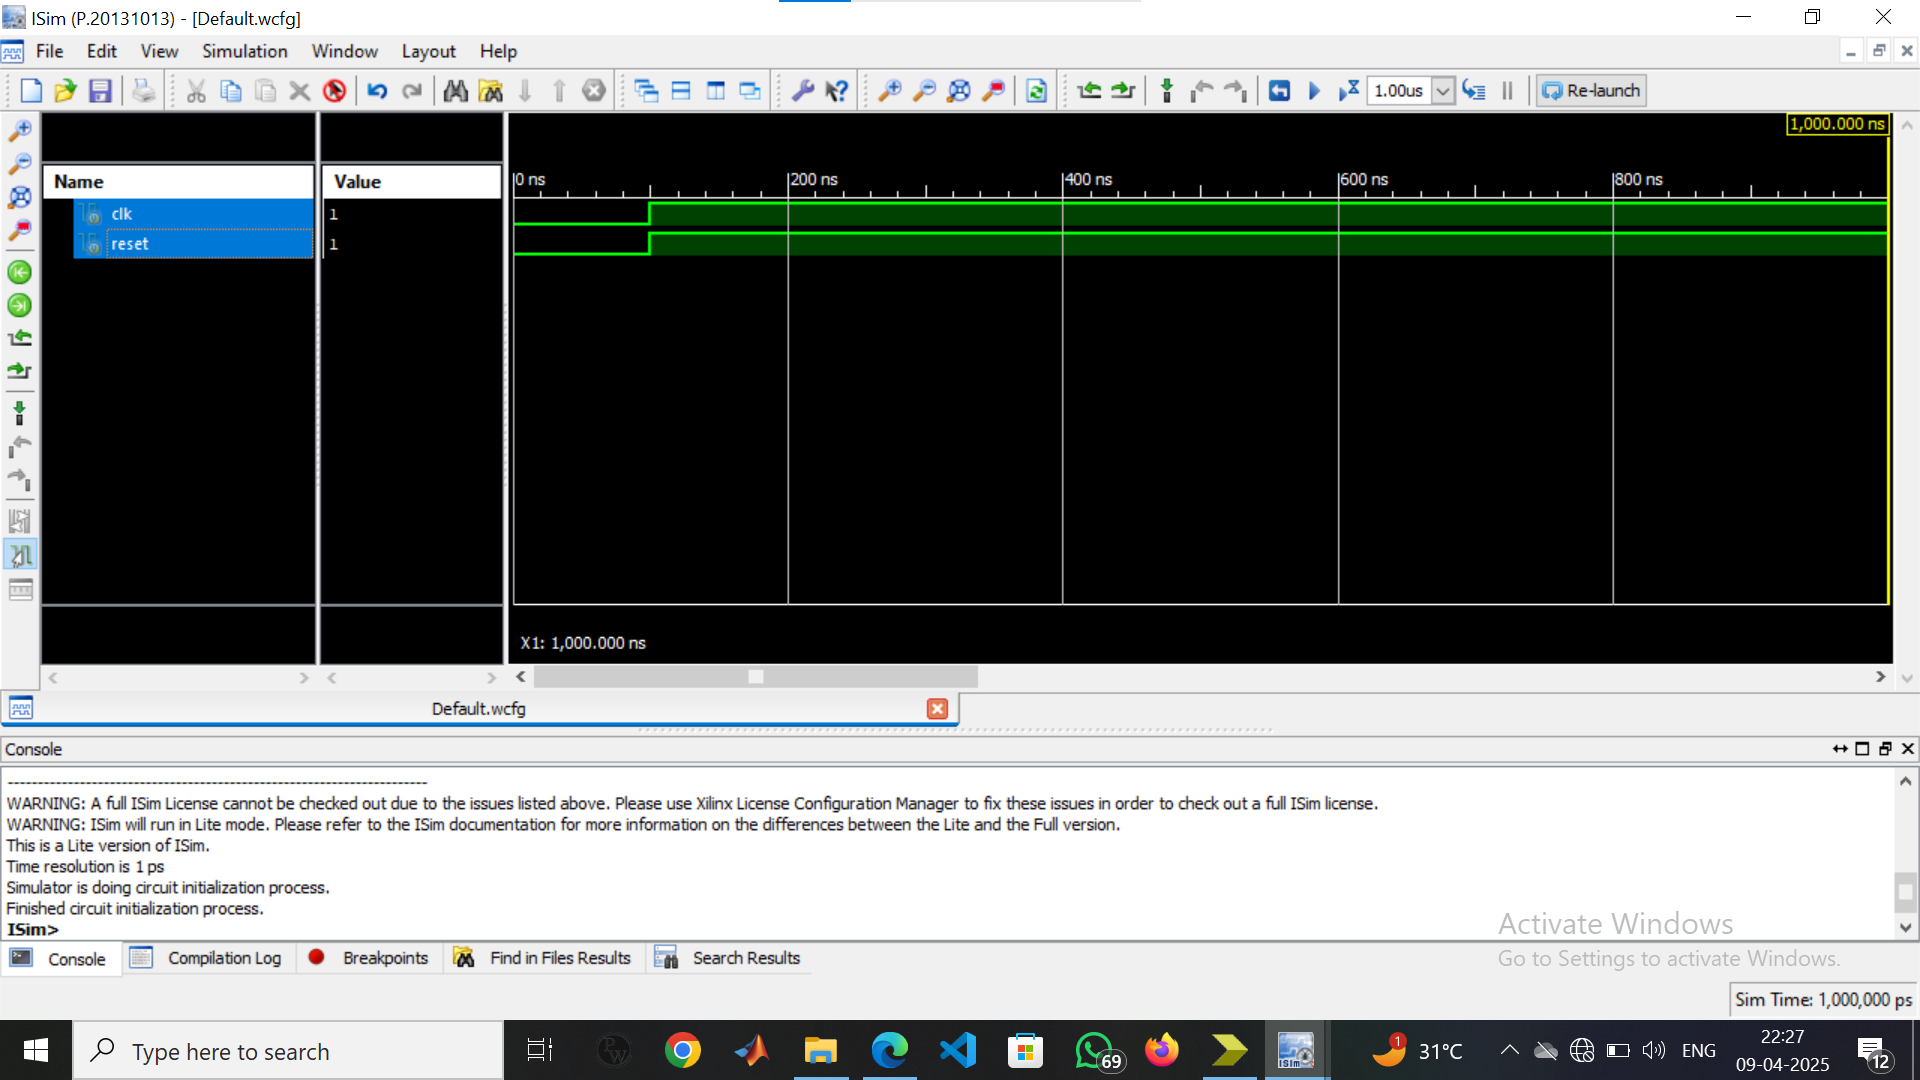 ISim (P.20131013) - [Default.wcfg]
File Edit View Simulation Window Layout Help
1.00us Re-launch
1,000.000 ns
Name Value 0 ns 200 ns 400 ns 600 ns 800 ns
clk 1
reset 1
X1: 1,000.000 ns
Default.wcfg
Console
WARNING: A full ISim License cannot be checked out due to the issues listed above. Please use Xilinx License Configuration Manager to fix these issues in order to check out a full ISim license.
WARNING: ISim will run in Lite mode. Please refer to the ISim documentation for more information on the differences between the Lite and the Full version.
This is a Lite version of ISim.
Time resolution is 1 ps
Simulator is doing circuit initialization process.
Finished circuit initialization process.
ISim>
Activate Windows
Go to Settings to activate Windows.
Console Compilation Log Breakpoints Find in Files Results Search Results
Sim Time: 1,000,000 ps
Type here to search 69 ISim 1 31°C ENG 22:27
09-04-2025 12